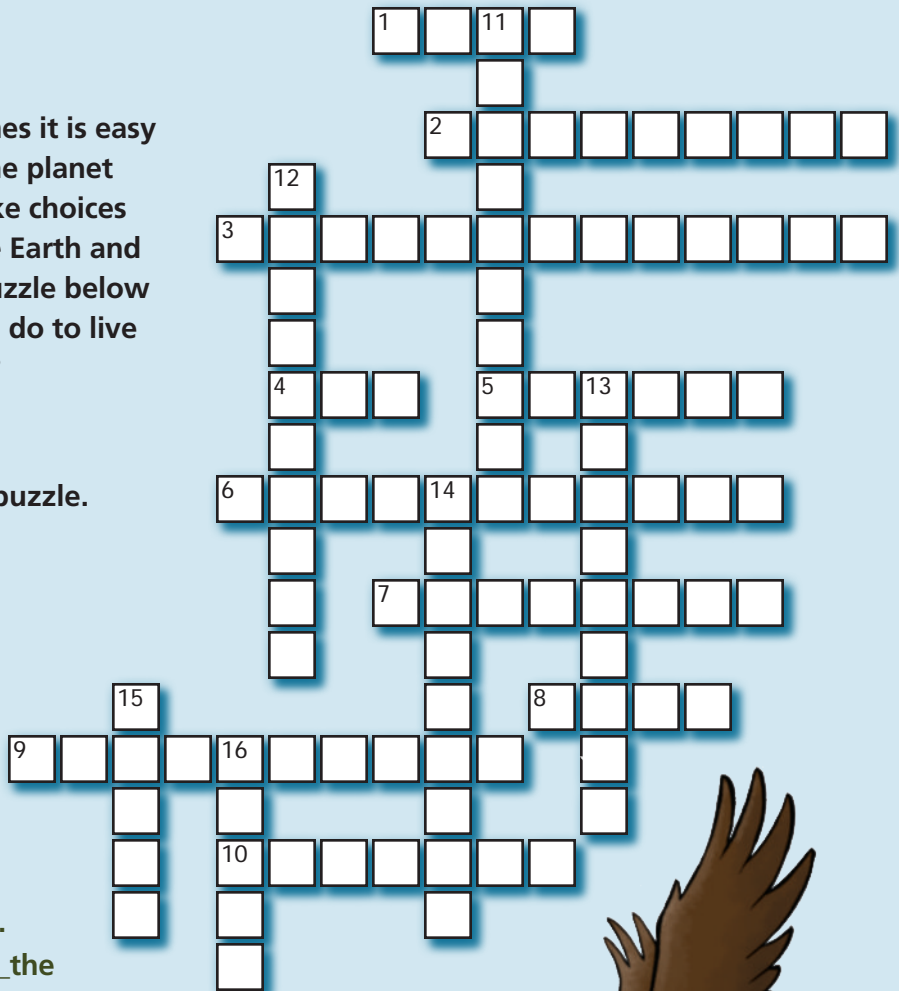 1 11
nes it is easy
2
ne planet
12
ke choices
3
e Earth and
uzzle below
do to live
4 5 13
6 14
puzzle.
7
15 8
9 16
10
.
_the